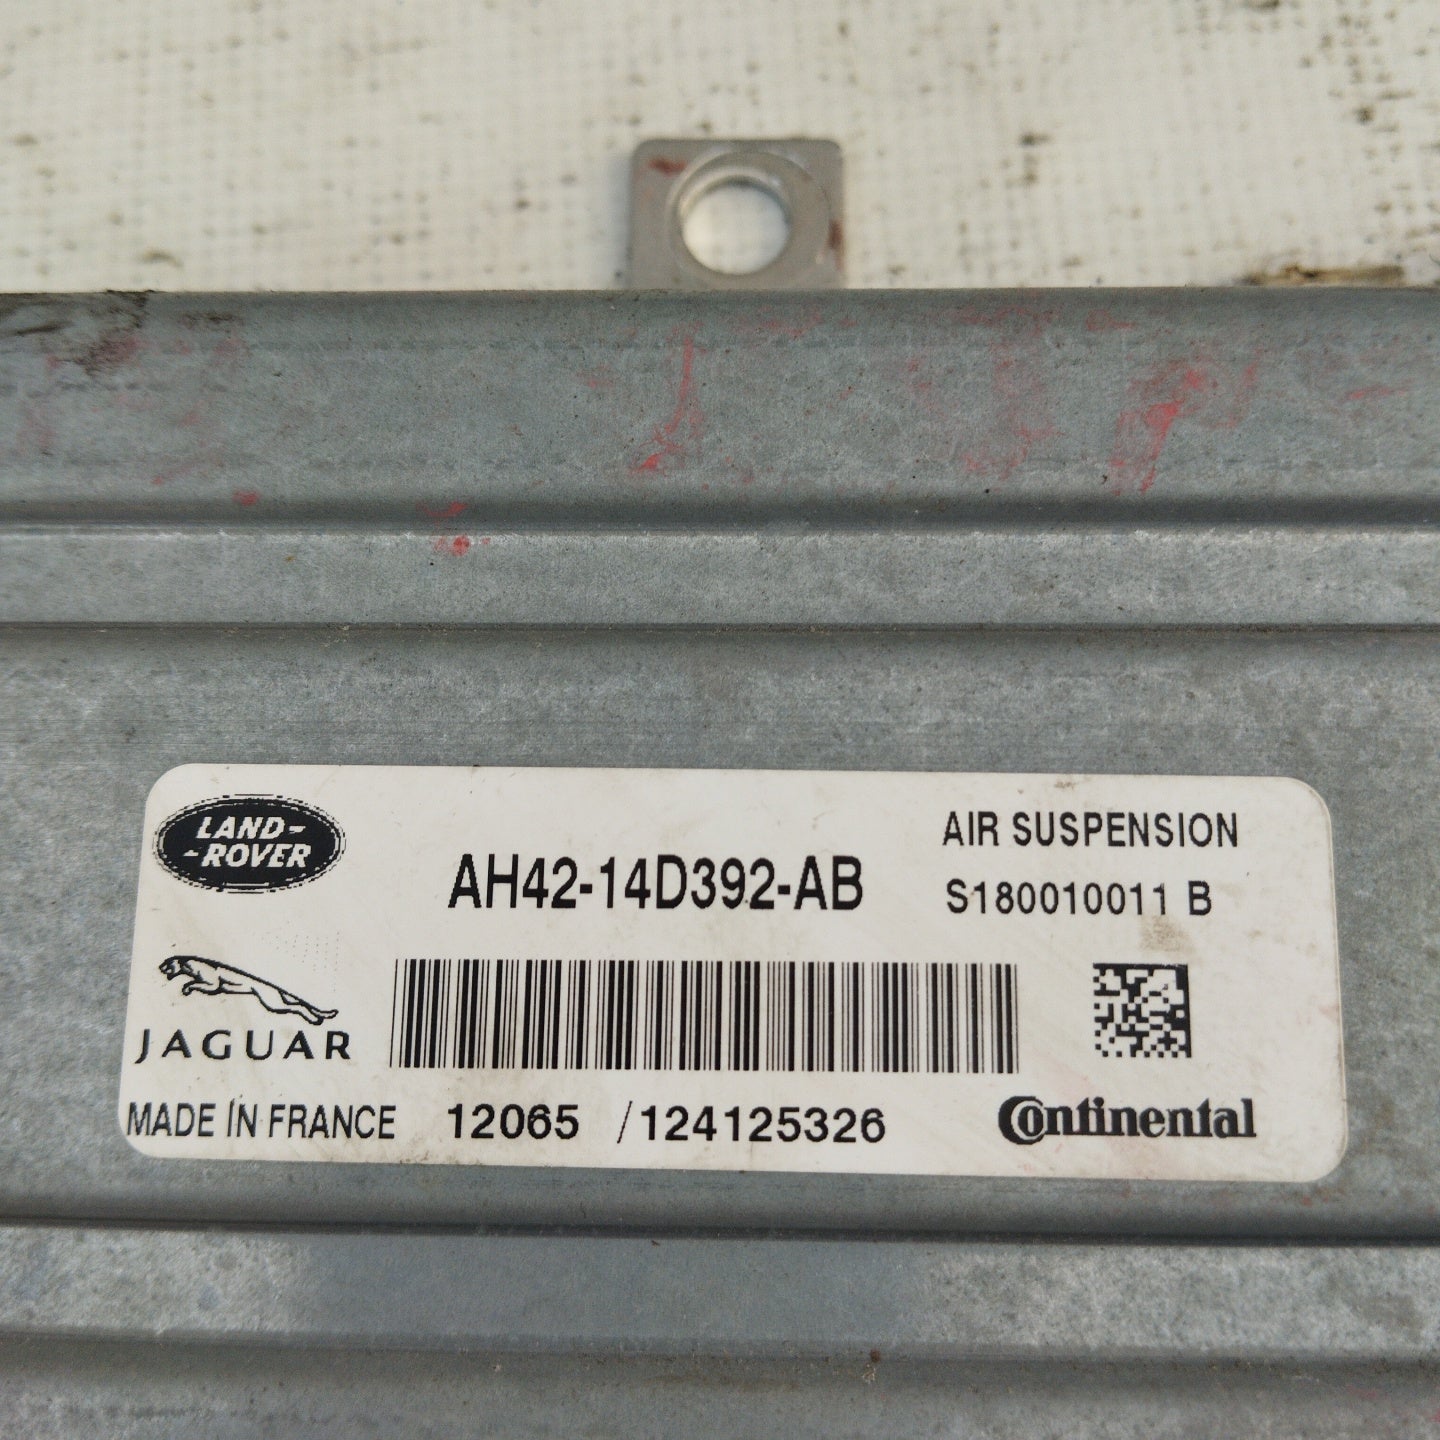 LAND-
-ROVER
AH42-14D392-AB
AIR SUSPENSION
S180010011 B
JAGUAR
MADE IN FRANCE 12065 /124125326
Continental